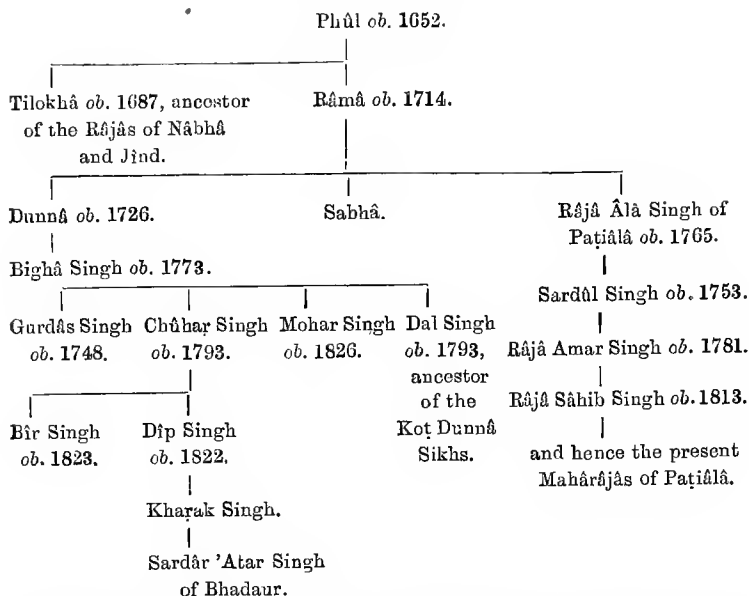 Phûl ob. 1652.
Tilokhâ ob. 1687, ancestor
of the Râjâs of Nâbhâ
and Jînd.
Râmâ ob. 1714.
Dunnâ ob. 1726.
Sabhâ.
Râjâ Âlà Singh of
Paṭiâlâ ob. 1765.
Bighâ Singh ob. 1773.
Sardûl Singh ob. 1753.
Gurdâs Singh
ob. 1748.
Chûhaṛ Singh
ob. 1793.
Mohar Singh
ob. 1826.
Dal Singh
ob. 1793,
ancestor
of the
Koṭ Dunnâ
Sikhs.
Râjâ Amar Singh ob. 1781.
Râjâ Sâhib Singh ob. 1813.
and hence the present
Mahârâjâs of Paṭiâlâ.
Bîr Singh
ob. 1823.
Dîp Singh
ob. 1822.
Khaṛak Singh.
Sardâr 'Atar Singh
of Bhadaur.